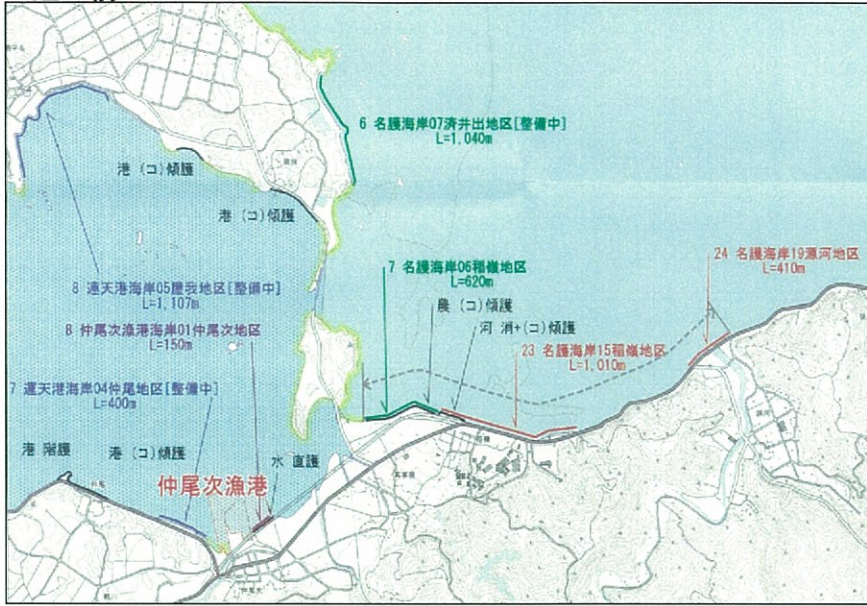 6 名護海岸07済井出地区[整備中]
L=1,040m
港 (コ)傾護
港 (コ)傾護
8 運天港海岸05屋我地区[整備中]
L=1,107m
8 仲尾次漁港海岸01仲尾次地区
L=150m
7 運天港海岸04仲尾地区[整備中]
L=400m
7 名護海岸06稲嶺地区
L=620m
農 (コ)傾護
河 消+(コ)傾護
23 名護海岸15稲嶺地区
L=1,010m
24 名護海岸19源河地区
L=410m
港 階護
港 (コ)傾護
水 直護
仲尾次漁港